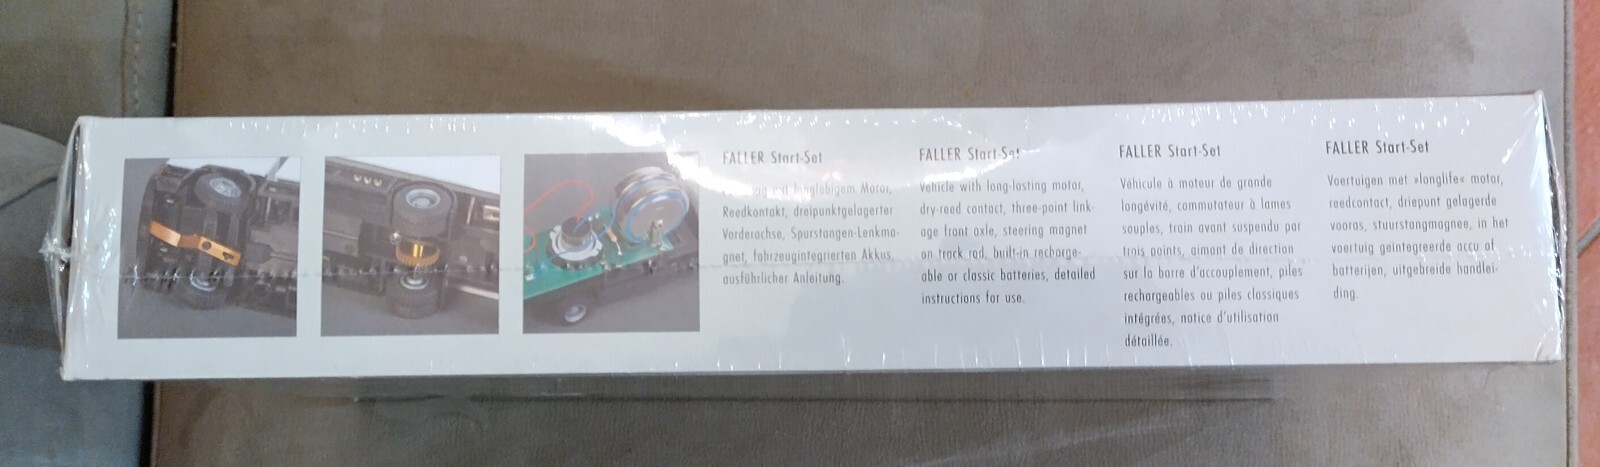 FALLER Start-Set
mit langlebigem Motor,
Reedkontakt, dreipunktgelagerter
Vorderachse, Spurstangen-Lenkma-
gnet, fahrzeugintegrierten Akkus,
ausführlicher Anleitung.
FALLER Start-Set
Vehicle with long-lasting motor,
dry-reed contact, three-point link-
age front axle, steering magnet
on track rod, built-in recharge-
able or classic batteries, detailed
instructions for use.
FALLER Start-Set
Véhicule à moteur de grande
longévité, commutateur à lames
souples, train avant suspendu par
trois points, aimant de direction
sur la barre d'accouplement, piles
rechargeables ou piles classiques
intégrées, notice d'utilisation
détaillée.
FALLER Start-Set
Voertuigen met »longlife« motor,
reedcontact, driepunt gelagerde
vooras, stuurstangmagnee, in het
voertuig geintegreerde accu of
batterijen, uitgebreide handlei-
ding.